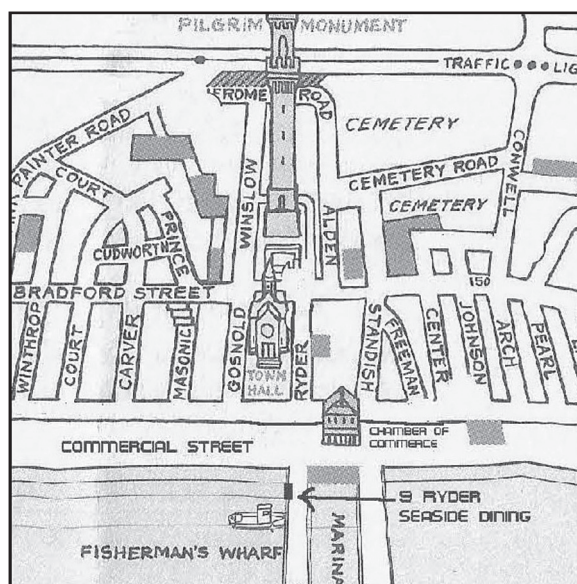 PILGRIM MONUMENT
TRAFFIC LIG
JEROME ROAD
PAINTER ROAD
COURT
CEMETERY
CEMETERY ROAD
CEMETERY
CONWELL
WINSLOW
ALDEN
PRINCE
CUDWORTH
150
BRADFORD STREET
WINTHROP
COURT
CARVER
MASONIC
GOSNOLD
RYDER
STANDISH
FREEMAN
CENTER
JOHNSON
ARCH
PEARL
TOWN
HALL
CHAMBER OF
COMMERCE
COMMERCIAL STREET
9 RYDER
SEASIDE DINING
FISHERMAN'S WHARF
MARINA